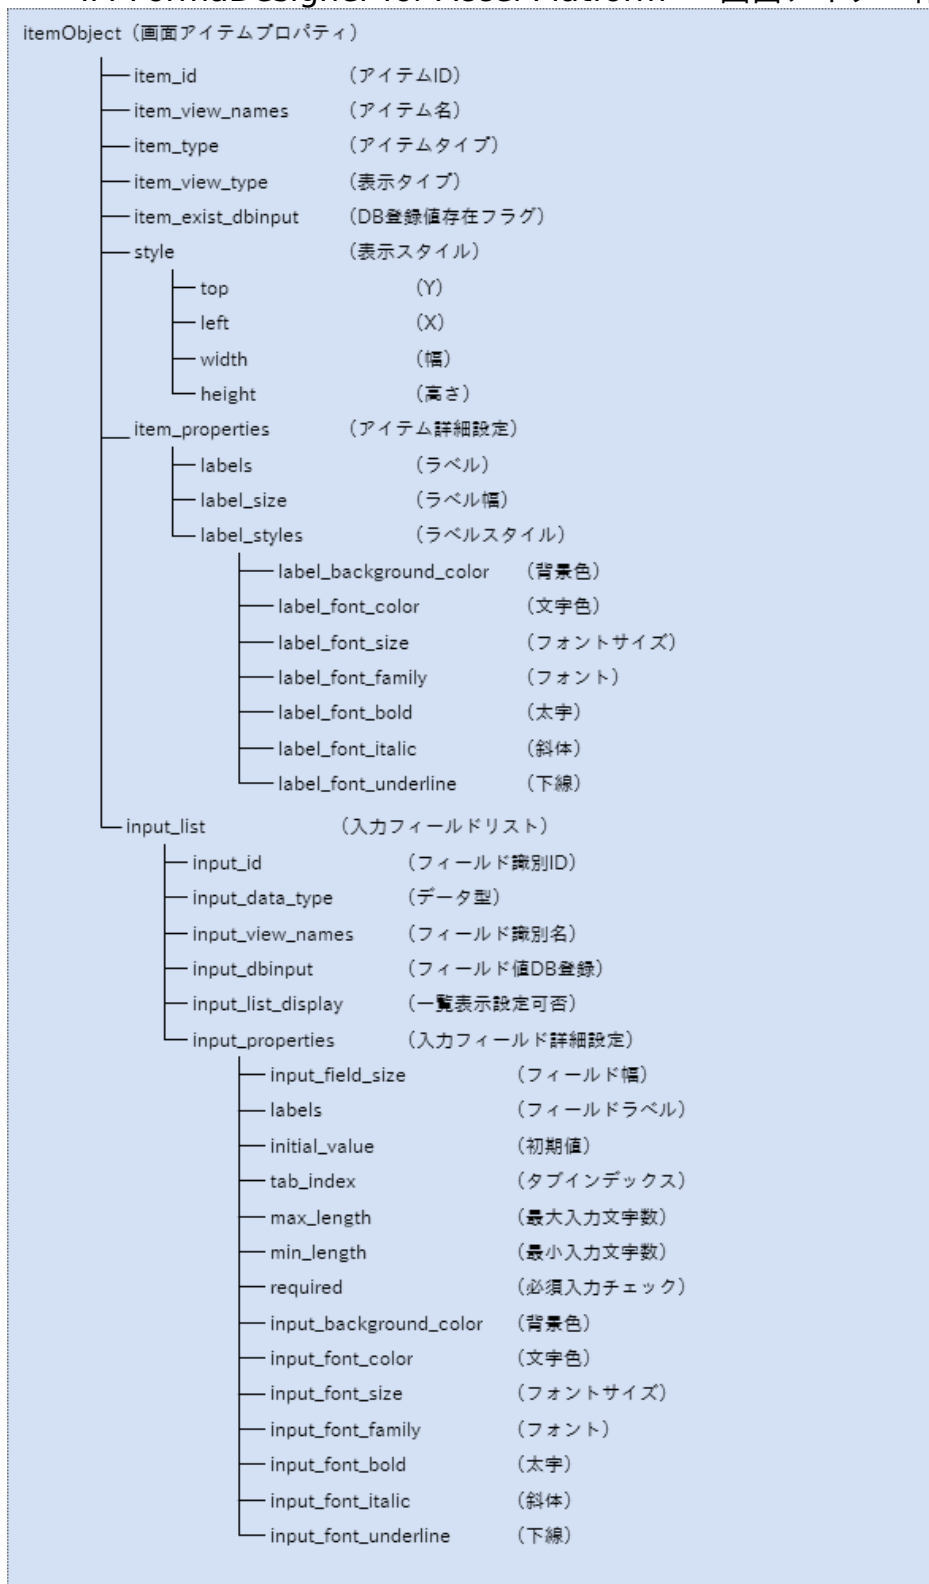 FormaDesigner for Accel Platform
itemObject（画面アイテムプロパティ）
item_id （アイテムID）
item_view_names （アイテム名）
item_type （アイテムタイプ）
item_view_type （表示タイプ）
item_exist_dbinput （DB登録値存在フラグ）
style （表示スタイル）
top （Y）
left （X）
width （幅）
height （高さ）
item_properties （アイテム詳細設定）
labels （ラベル）
label_size （ラベル幅）
label_styles （ラベルスタイル）
label_background_color （背景色）
label_font_color （文字色）
label_font_size （フォントサイズ）
label_font_family （フォント）
label_font_bold （太字）
label_font_italic （斜体）
label_font_underline （下線）
input_list （入力フィールドリスト）
input_id （フィールド識別ID）
input_data_type （データ型）
input_view_names （フィールド識別名）
input_dbinput （フィールド値DB登録）
input_list_display （一覧表示設定可否）
input_properties （入力フィールド詳細設定）
input_field_size （フィールド幅）
labels （フィールドラベル）
initial_value （初期値）
tab_index （タブインデックス）
max_length （最大入力文字数）
min_length （最小入力文字数）
required （必須入力チェック）
input_background_color （背景色）
input_font_color （文字色）
input_font_size （フォントサイズ）
input_font_family （フォント）
input_font_bold （太字）
input_font_italic （斜体）
input_font_underline （下線）